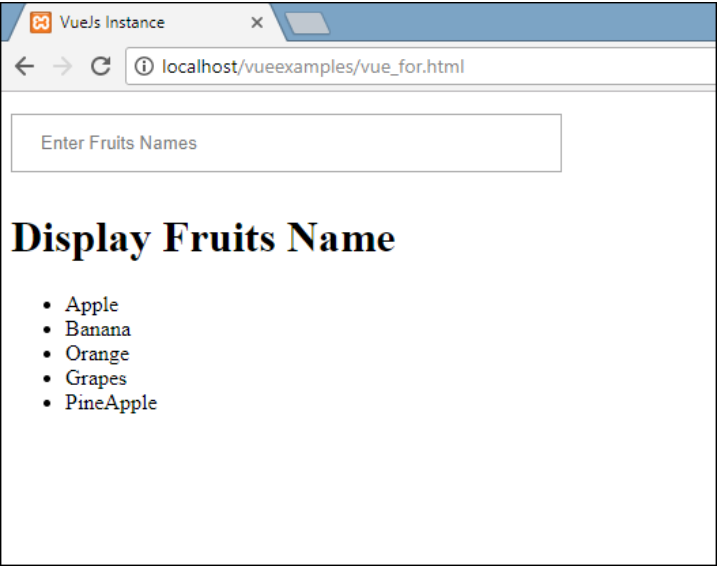 VueJs Instance
localhost/vueexamples/vue_for.html
Enter Fruits Names
Display Fruits Name
Apple
Banana
Orange
Grapes
PineApple